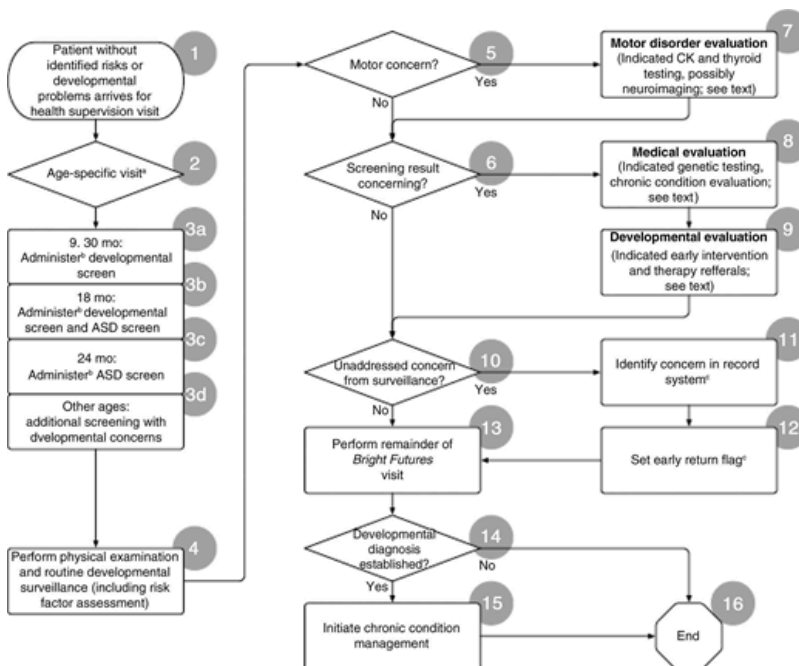 1
Patient without
identified risks or
developmental
problems arrives for
health supervision visit
2
Age-specific visitᵃ
3a
9. 30 mo:
Administerᵇ developmental
screen
3b
18 mo:
Administerᵇ developmental
screen and ASD screen
3c
24 mo:
Administerᵇ ASD screen
3d
Other ages:
additional screening with
dvelopmental concerns
4
Perform physical examination
and routine developmental
surveillance (including risk
factor assessment)
5
Motor concern?
Yes
No
7
Motor disorder evaluation
(Indicated CK and thyroid
testing, possibly
neuroimaging; see text)
6
Screening result
concerning?
Yes
No
8
Medical evaluation
(Indicated genetic testing,
chronic condition evaluation;
see text)
9
Developmental evaluation
(Indicated early intervention
and therapy refferals;
see text)
10
Unaddressed concern
from surveillance?
Yes
No
11
Identify concern in record
systemᶜ
12
Set early return flagᶜ
13
Perform remainder of
Bright Futures
visit
14
Developmental
diagnosis
established?
No
Yes
15
Initiate chronic condition
management
16
End